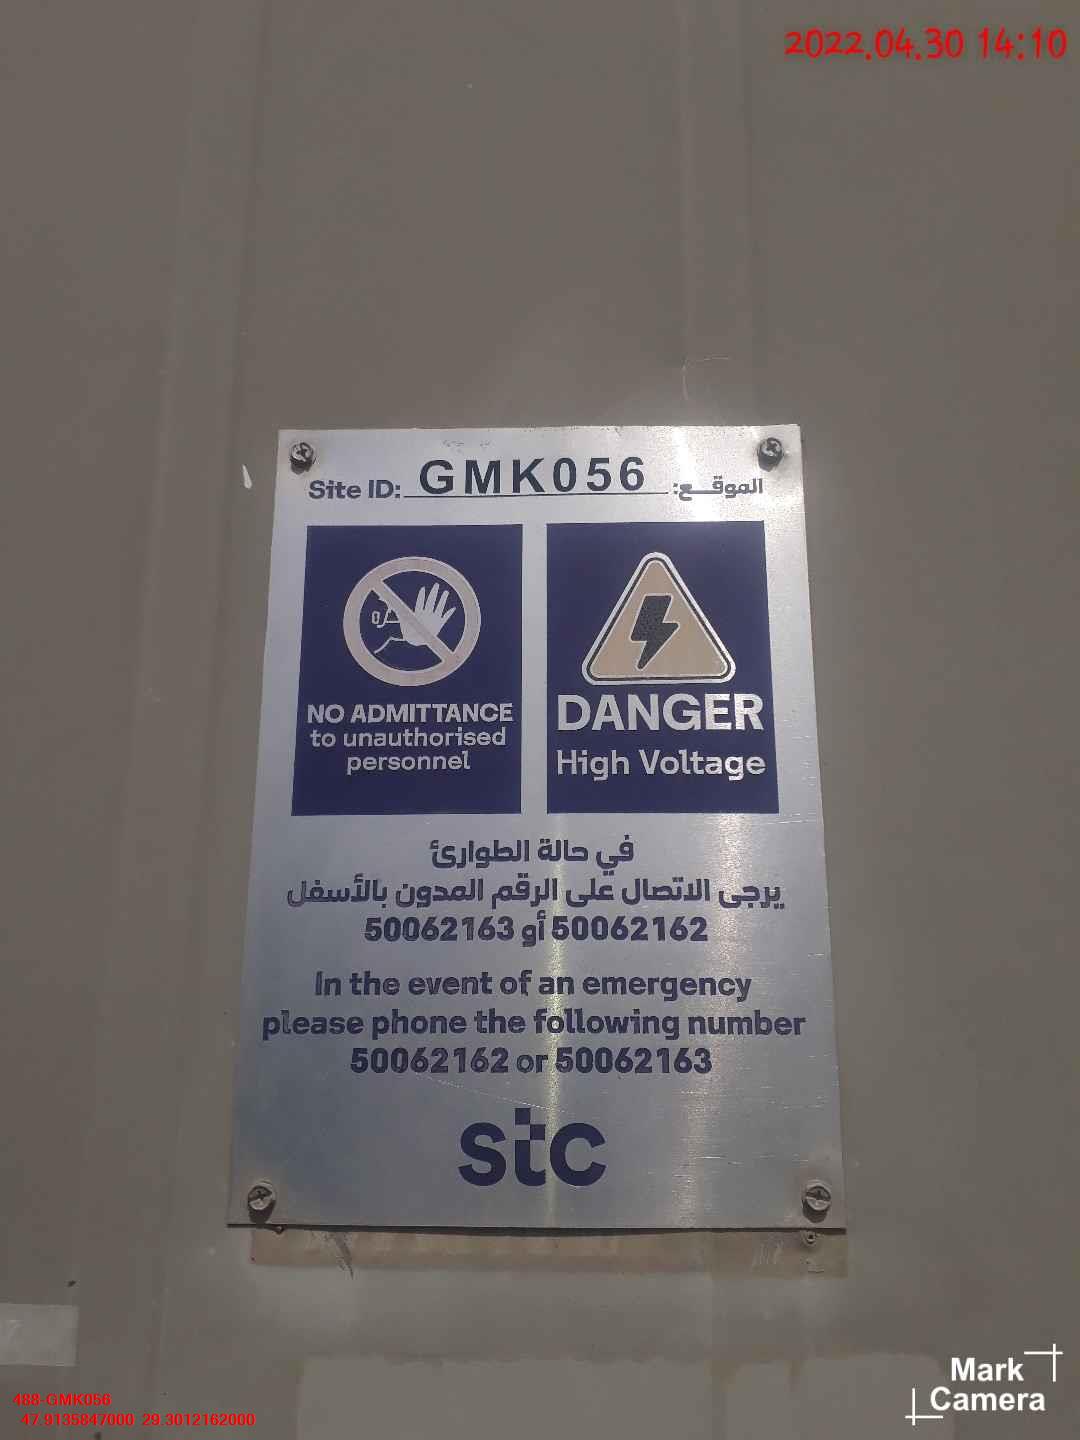 2022.04.30 14:10
Site ID: GMK056 الموقـــع:
NO ADMITTANCE
to unauthorised
personnel
DANGER
High Voltage
في حالة الطوارئ
يرجى الاتصال على الرقم المدون بالأسفل
50062162 أو 50062163
In the event of an emergency
please phone the following number
50062162 or 50062163
stc
488-GMK056
47.9135847000 29.3012162000
Mark
Camera